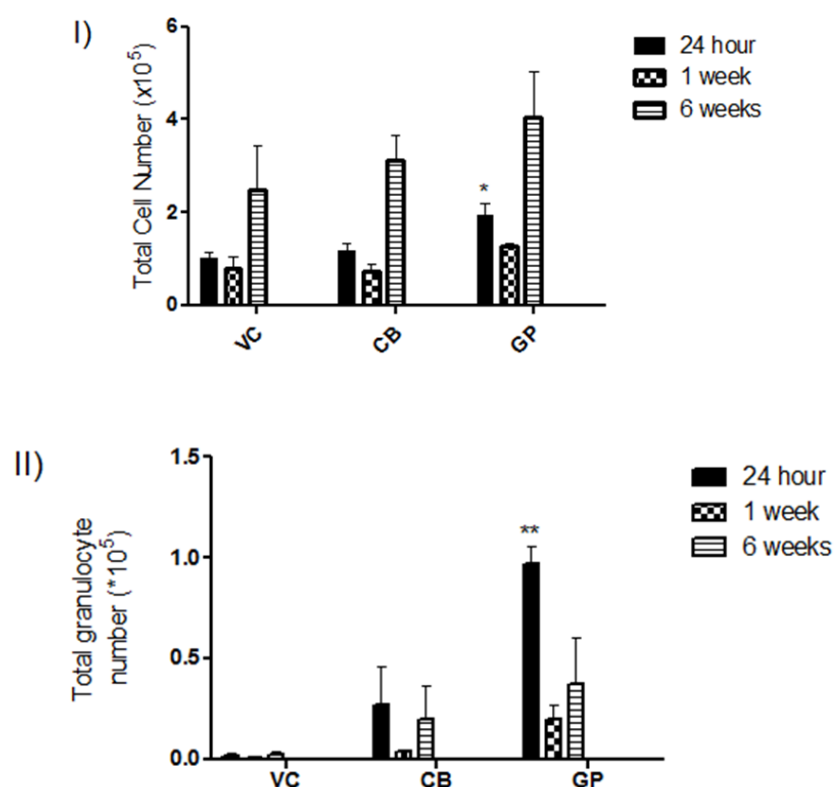 I)
Total Cell Number (x10⁵)
6
4
2
0
VC
CB
GP
*
24 hour
1 week
6 weeks
II)
Total granulocyte
number (*10⁵)
1.5
1.0
0.5
0.0
VC
CB
GP
**
24 hour
1 week
6 weeks